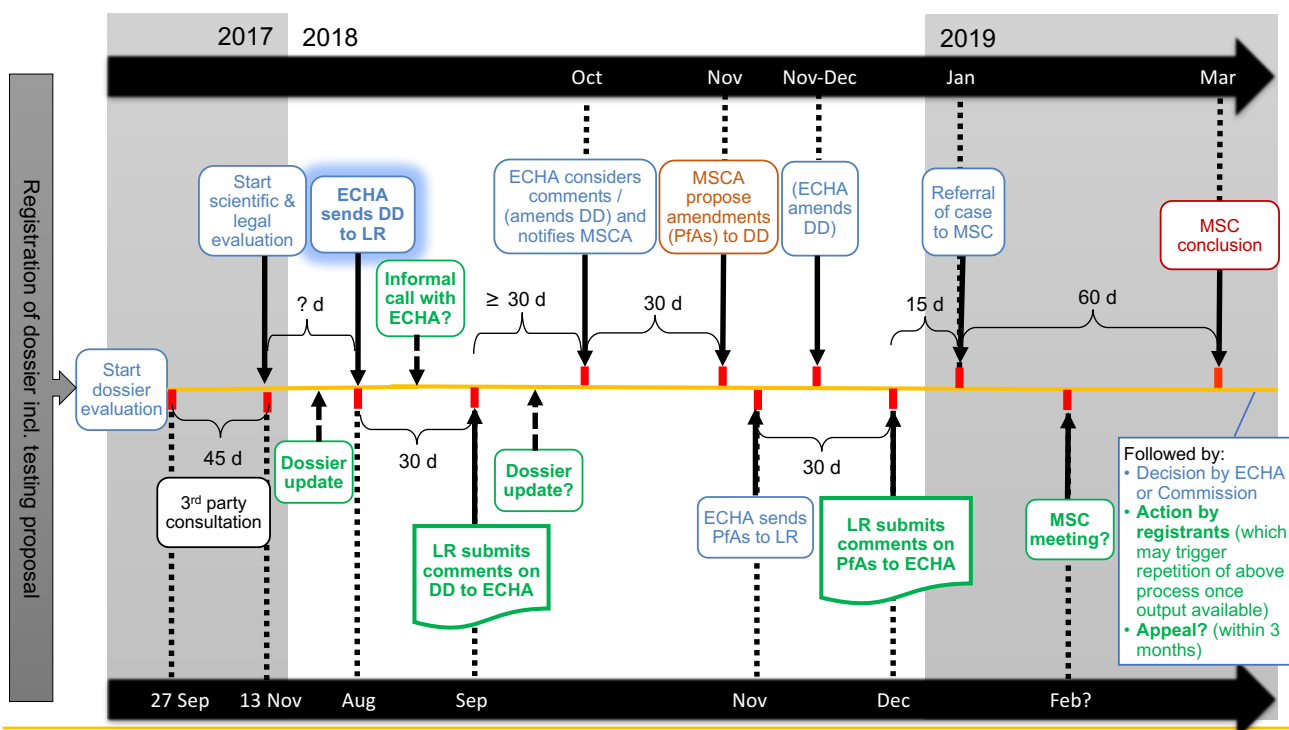 2017
2018
2019
Oct
Nov
Nov-Dec
Jan
Mar
Registration of dossier incl. testing proposal
Start
dossier
evaluation
Start
scientific &
legal
evaluation
ECHA
sends DD
to LR
Informal
call with
ECHA?
ECHA considers
comments /
(amends DD) and
notifies MSCA
MSCA
propose
amendments
(PfAs) to DD
(ECHA
amends
DD)
Referral
of case
to MSC
MSC
conclusion
? d
≥ 30 d
30 d
15 d
60 d
45 d
30 d
30 d
3rd party
consultation
Dossier
update
LR submits
comments on
DD to ECHA
Dossier
update?
ECHA sends
PfAs to LR
LR submits
comments on
PfAs to ECHA
MSC
meeting?
Followed by:
• Decision by ECHA
or Commission
• Action by
registrants (which
may trigger
repetition of above
process once
output available)
• Appeal? (within 3
months)
27 Sep
13 Nov
Aug
Sep
Nov
Dec
Feb?